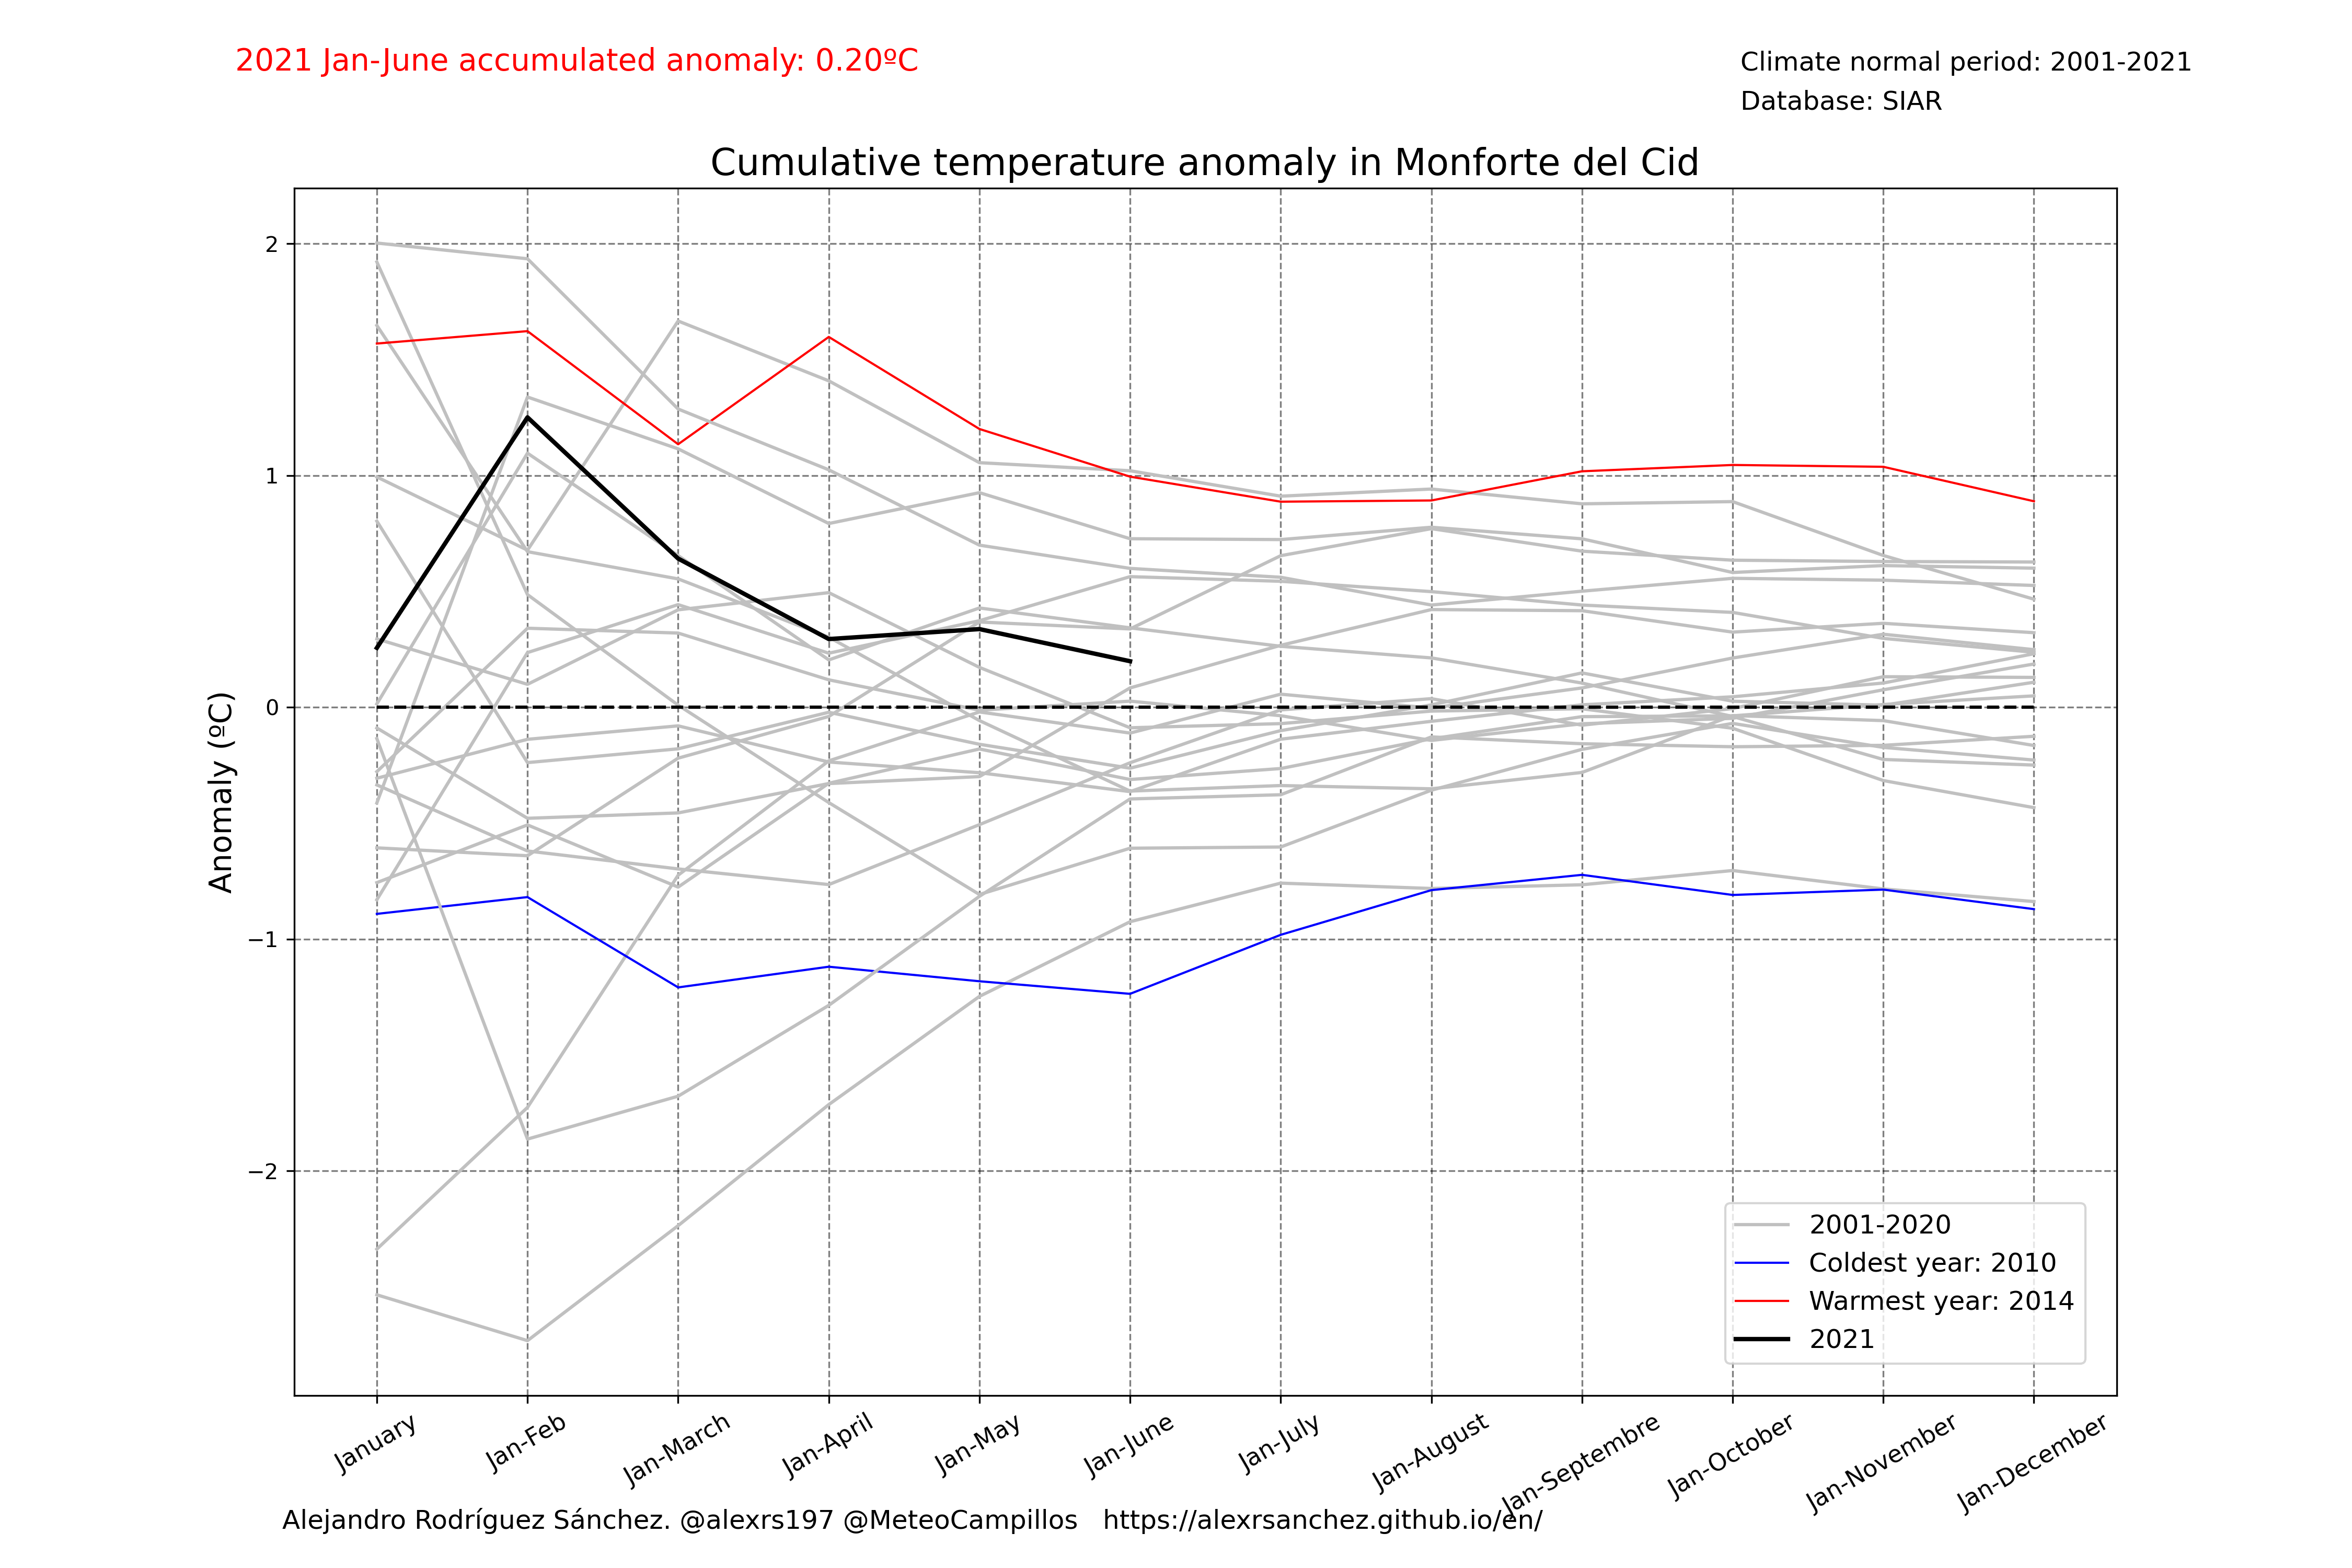 2021 Jan-June accumulated anomaly: 0.20ºC
Climate normal period: 2001-2021
Database: SIAR
Cumulative temperature anomaly in Monforte del Cid
Anomaly (ºC)
2
1
0
−1
−2
2001-2020
Coldest year: 2010
Warmest year: 2014
2021
January
Jan-Feb
Jan-March
Jan-April
Jan-May
Jan-June
Jan-July
Jan-August
Jan-Septembre
Jan-October
Jan-November
Jan-December
Alejandro Rodríguez Sánchez. @alexrs197 @MeteoCampillos https://alexrsanchez.github.io/en/